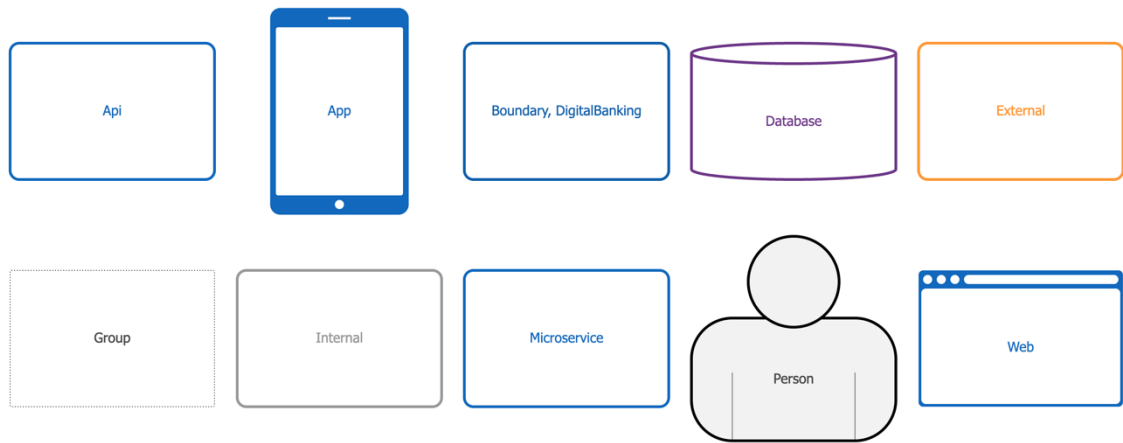 Api
App
Boundary, DigitalBanking
Database
External
Group
Internal
Microservice
Person
Web